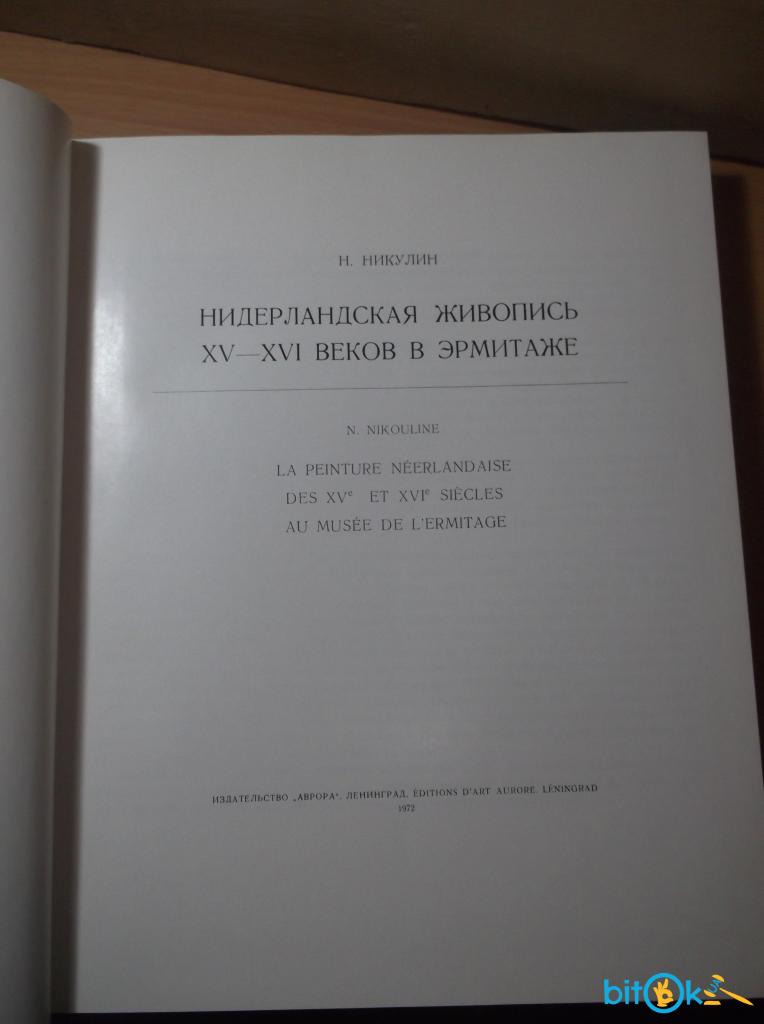 Н. НИКУЛИН
НИДЕРЛАНДСКАЯ ЖИВОПИСЬ
XV—XVI ВЕКОВ В ЭРМИТАЖЕ
N. NIKOULINE
LA PEINTURE NÉERLANDAISE
DES XVe ET XVIe SIÈCLES
AU MUSÉE DE L'ERMITAGE
ИЗДАТЕЛЬСТВО „АВРОРА“. ЛЕНИНГРАД. ÉDITIONS D'ART AURORE. LÉNINGRAD
1972
bitOk UA